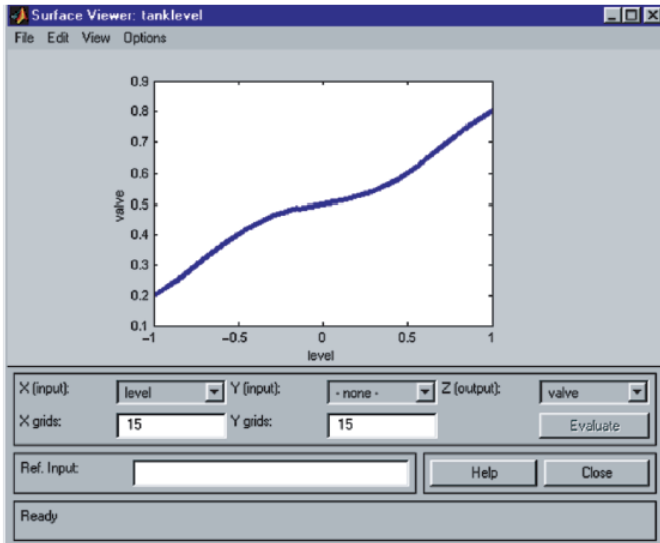 Surface Viewer: tanklevel
File Edit View Options
0.9
0.8
0.7
0.6
0.5
0.4
0.3
0.2
0.1
valve
-1 -0.5 0 0.5 1
level
X (input): level Y (input): - none - Z (output): valve
X grids: 15 Y grids: 15 Evaluate
Ref. Input: Help Close
Ready